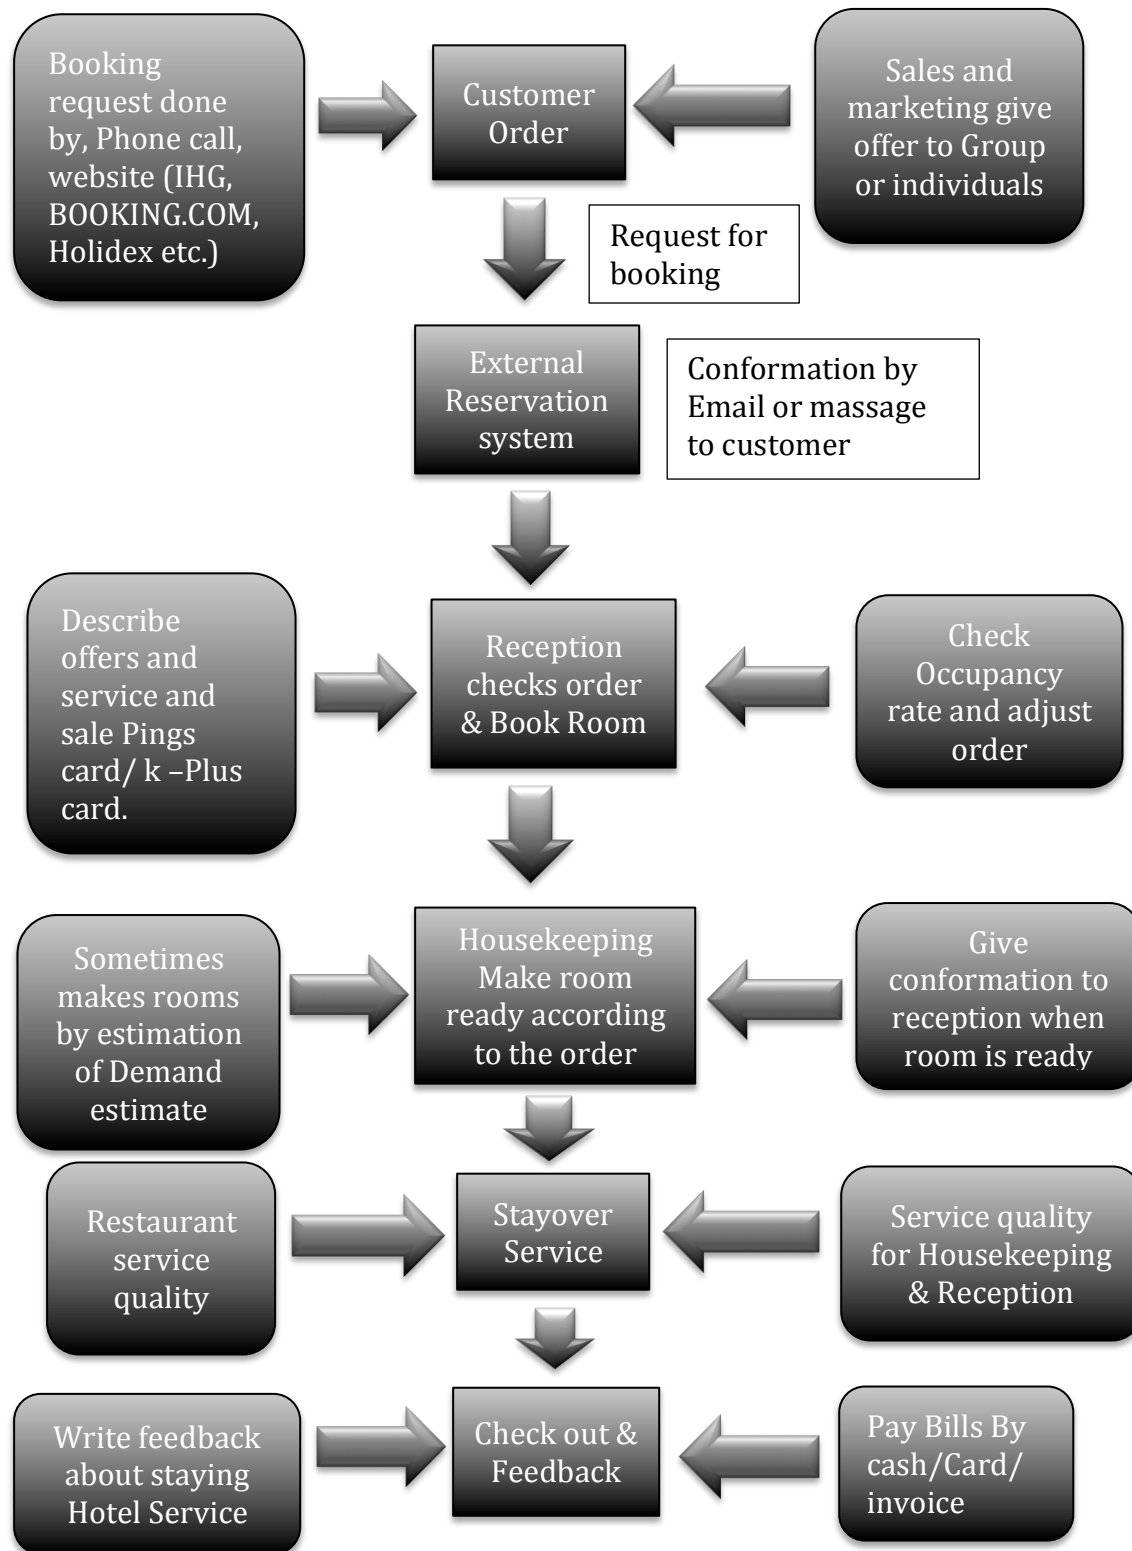 Booking
request done
by, Phone call,
website (IHG,
BOOKING.COM,
Holidex etc.)
Customer
Order
Sales and
marketing give
offer to Group
or individuals
Request for
booking
External
Reservation
system
Conformation by
Email or massage
to customer
Describe
offers and
service and
sale Pings
card/ k –Plus
card.
Reception
checks order
& Book Room
Check
Occupancy
rate and adjust
order
Sometimes
makes rooms
by estimation
of Demand
estimate
Housekeeping
Make room
ready according
to the order
Give
conformation to
reception when
room is ready
Restaurant
service
quality
Stayover
Service
Service quality
for Housekeeping
& Reception
Write feedback
about staying
Hotel Service
Check out &
Feedback
Pay Bills By
cash/Card/
invoice